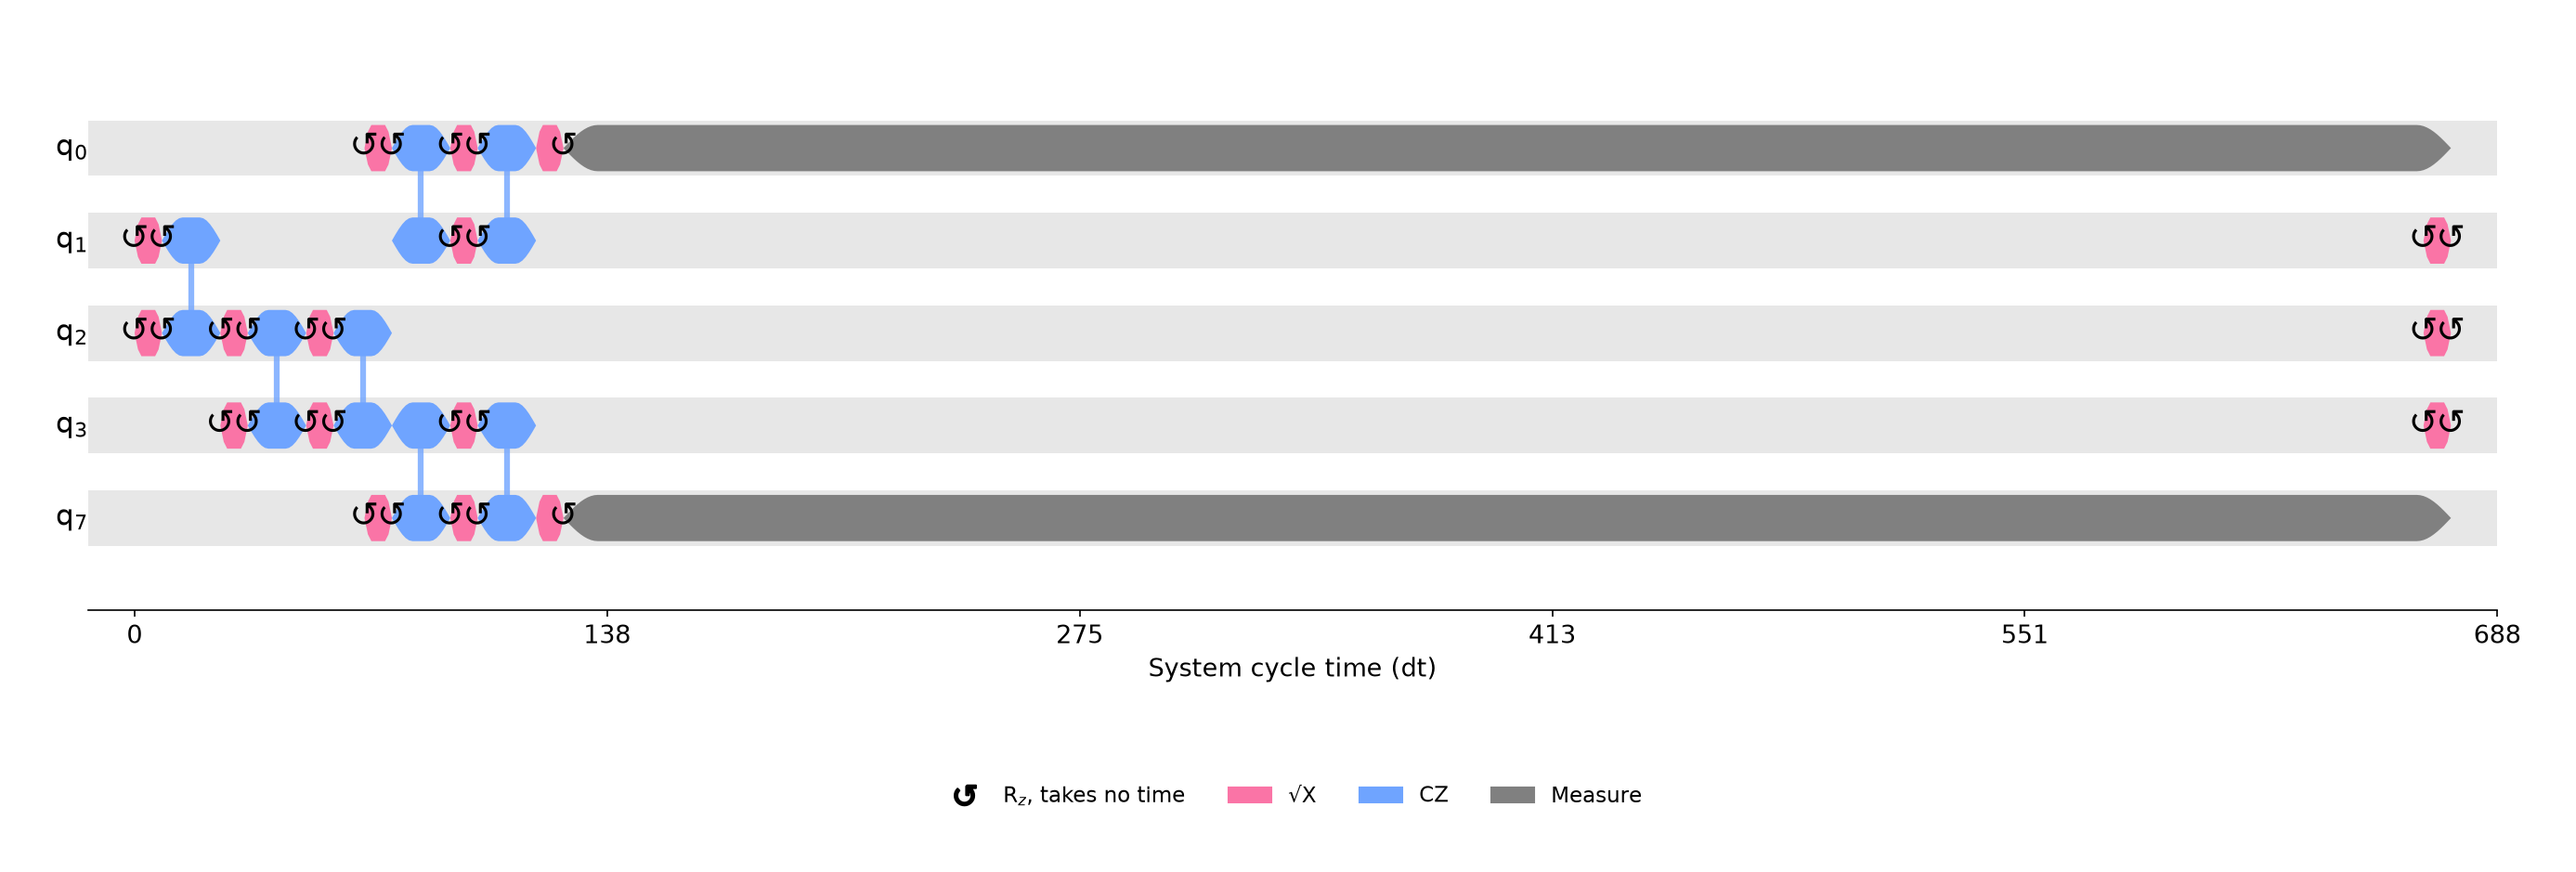 q₀
q₁
q₂
q₃
q₇
0 138 275 413 551 688
System cycle time (dt)
R_z, takes no time √X CZ Measure